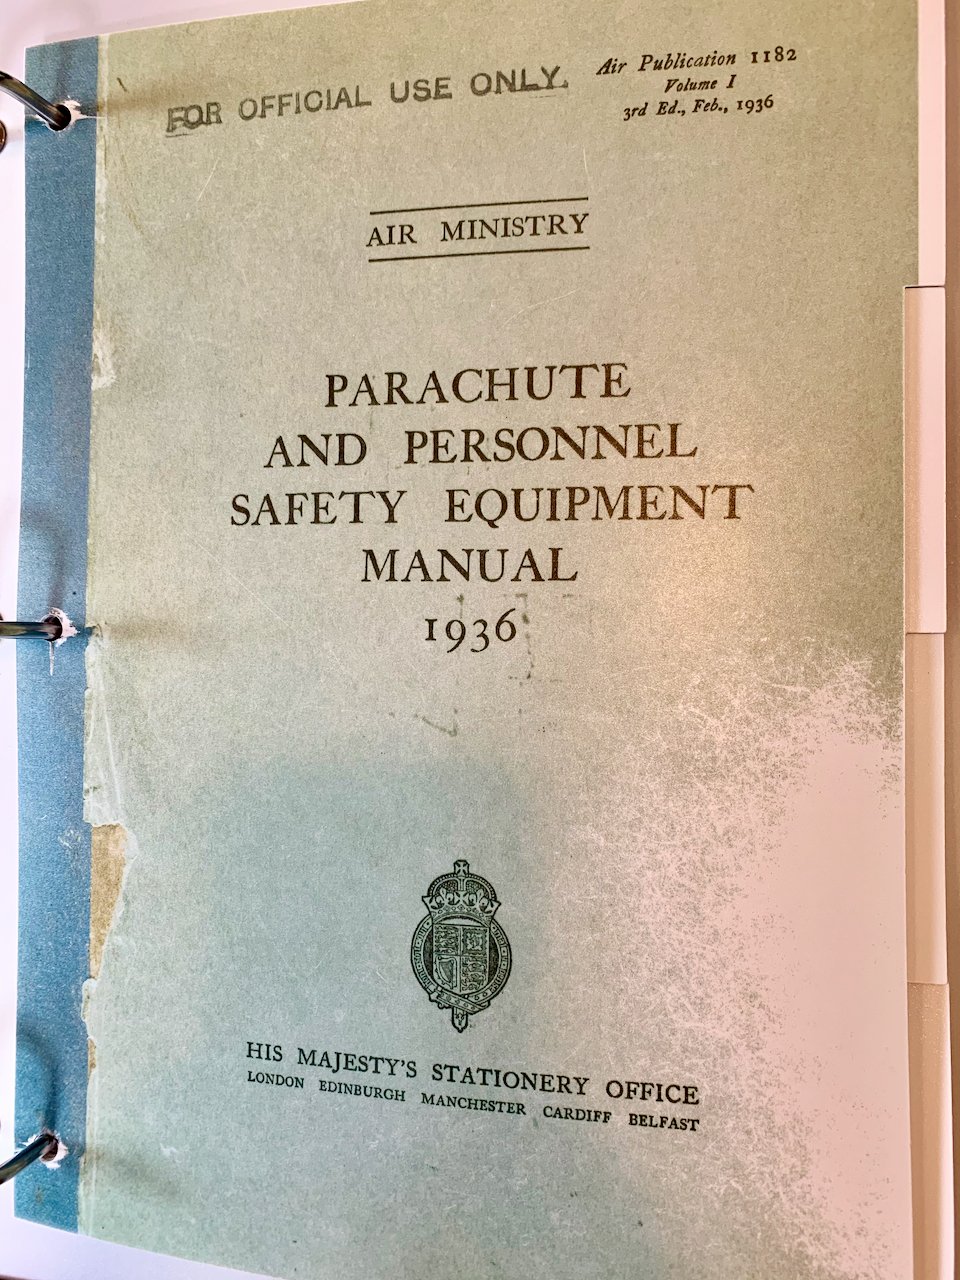 FOR OFFICIAL USE ONLY.
Air Publication 1182
Volume I
3rd Ed., Feb., 1936
AIR MINISTRY
PARACHUTE
AND PERSONNEL
SAFETY EQUIPMENT
MANUAL
1936
HIS MAJESTY'S STATIONERY OFFICE
LONDON EDINBURGH MANCHESTER CARDIFF BELFAST